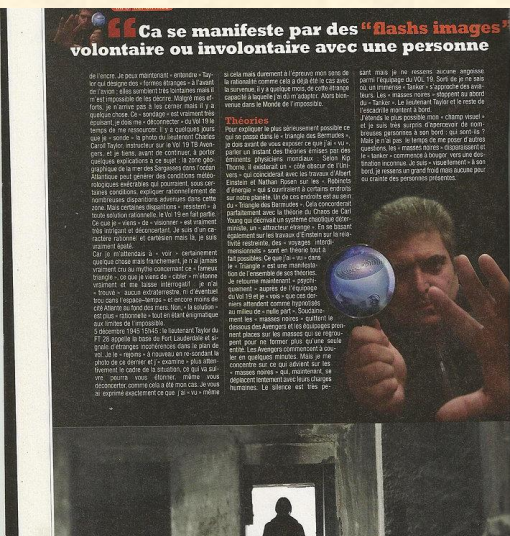 Ca se manifeste par des "flashs images"
volontaire ou involontaire avec une personne
de l'encre. Je peux maintenant « entendre » Tay-
lor qui désigne des « formes étranges » à l'avant
de l'avion : elles semblent très lointaines mais il
m'est impossible de les décrire. Malgré mes ef-
forts, je n'arrive pas à les cerner mais il y a
quelque chose. Ce « sondage » est vraiment très
épuisant, je dois me « déconnecter » du Vol 19 le
temps de me ressourcer. Il y a quelques jours
que je « sonde » la photo du lieutenant Charles
Caroll Taylor, instructeur sur le Vol 19 TB Aven-
gers, et je tiens, avant de continuer, à porter
quelques explications à ce sujet : la zone géo-
graphique de la mer des Sargasses dans l'océan
Atlantique peut générer des conditions météo-
rologiques exécrables qui pourraient, sous cer-
taines conditions, expliquer rationnellement de
nombreuses disparitions advenues dans cette
zone. Mais certaines disparitions « résistent » à
toute solution rationnelle, le Vol 19 en fait partie.
Ce que je « viens » de « visionner » est vraiment
très intrigant et déconcertant. Je suis d'un ca-
ractère rationnel et cartésien mais là, je suis
vraiment épaté.
Car je m'attendais à « voir » certainement
quelque chose mais franchement, je n'ai jamais
vraiment cru au mythe concernant ce « fameux
triangle », ce que je viens de « cibler » m'étonne
vraiment et me laisse interrogatif : je n'ai
« trouvé » aucun extraterrestre, ni d'éventuel
trou dans l'espace-temps » et encore moins de
cité Atlante au fond des mers. Non, « la solution »
est plus « rationnelle » tout en étant énigmatique
aux limites de l'impossible.
5 décembre 1945 15h45 : le lieutenant Taylor du
FT 28 appelle la base de Fort Lauderdale et si-
gnale d'étranges incohérences dans le plan de
vol. Je le « rejoins » à nouveau en re-sondant la
photo de ce dernier et j'« examine » plus atten-
tivement le cadre de la situation, ce qui va sui-
vre pourra vous étonner, même vous
déconcerter, comme cela a été mon cas. Je vous
ai exprimé exactement ce que j'ai « vu » même
si cela mais durement à l'épreuve mon sens de
la rationalité comme cela a déjà été le cas avec
la survenue, il y a quelque mois, de cette étrange
capacité à laquelle j'ai dû m'adapter. Alors bien-
venue dans le Monde de l'impossible.
Théories
Pour expliquer le plus sérieusement possible ce
qui se passe dans le « triangle des Bermudes »,
je dois avant de vous exposer ce que j'ai « vu »,
parler un instant des théories émises par des
éminents physiciens mondiaux : Selon Kip
Thorne, il existerait un « côté obscur de l'Uni-
vers » qui coïnciderait avec les travaux d'Albert
Einstein et Nathan Rosen sur les « Robinets
d'énergie » qui s'ouvriraient à certains endroits
sur notre planète. Un de ces endroits est au sein
du « Triangle des Bermudes ». Cela concorderait
parfaitement avec la théorie du Chaos de Carl
Young qui décrivait un système chaotique déter-
ministe, un « attracteur étrange ». En se basant
également sur les travaux d'Einstein sur la rela-
tivité restreinte, des « voyages interdi-
mensionnels » sont en théorie tout à
fait possibles. Ce que j'ai « vu » dans
le « Triangle » est une manifesta-
tion de l'ensemble de ses théories.
Je retourne maintenant « psychi-
quement » auprès de l'équipage
du Vol 19 et je « vois » que ces der-
niers attendent comme hypnotisés
au milieu de « nulle part ». Soudaine-
ment les « masses noires » quittent le
dessous des Avengers et les équipages pren-
nent places sur les masses qui se regrou-
pent pour ne former plus qu'une seule
entité. Les Avengers commencent à cou-
ler en quelques minutes. Mais je me
concentre sur ce qui advient sur les
« masses noires » qui, maintenant, se
déplacent lentement avec leurs charges
humaines. Le silence est très pe-
sant mais je ne ressens aucune angoisse
parmi l'équipage du VOL 19. Sorti de je ne sais
où, un immense « Tanker » s'approche des avia-
teurs. Les « masses noires » stoppent au abord
du « Tanker ». Le lieutenant Taylor et le reste de
l'escadrille montent à bord.
J'étends le plus possible mon « champ visuel »
et je suis très surpris d'apercevoir de nom-
breuses personnes à son bord : qui sont-ils ?
Mais je n'ai pas le temps de me poser d'autres
questions, les « masses noires » disparaissent et
le « tanker » commence à bouger vers une des-
tination inconnue. Je suis « visuellement » à son
bord, je ressens un grand froid mais aucune peur
ou crainte des personnes présentes.